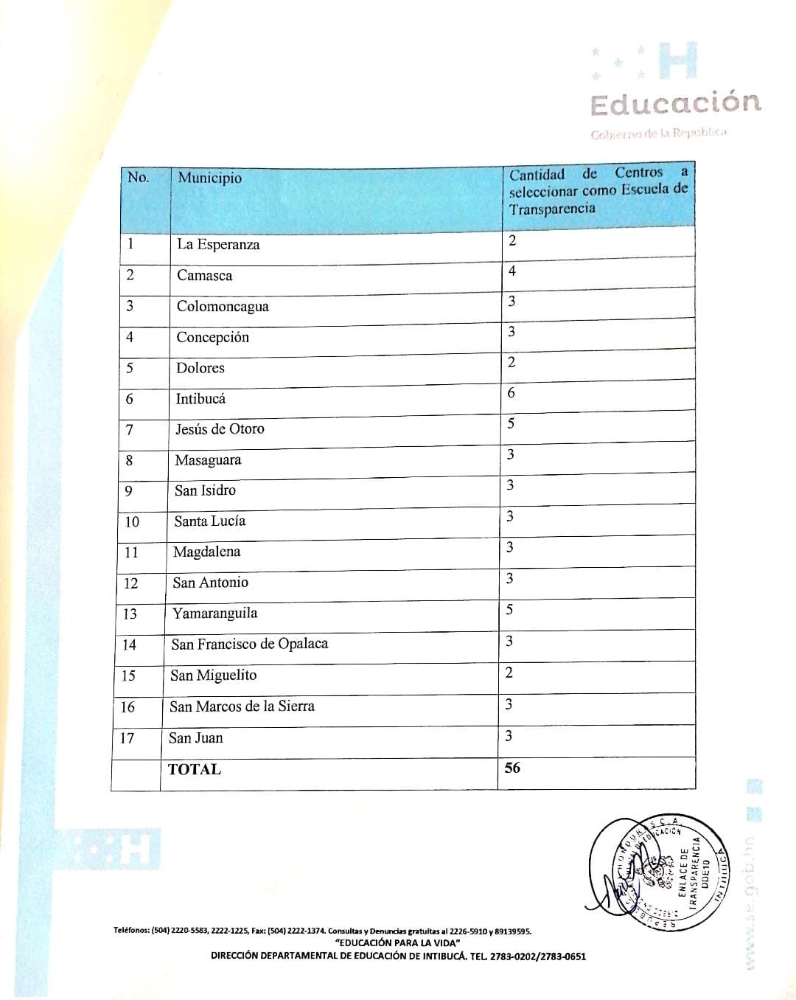 H
Educación
Gobierno de la República
No. Municipio Cantidad de Centros a
seleccionar como Escuela de
Transparencia
1 La Esperanza 2
2 Camasca 4
3 Colomoncagua 3
4 Concepción 3
5 Dolores 2
6 Intibucá 6
7 Jesús de Otoro 5
8 Masaguara 3
9 San Isidro 3
10 Santa Lucía 3
11 Magdalena 3
12 San Antonio 3
13 Yamaranguila 5
14 San Francisco de Opalaca 3
15 San Miguelito 2
16 San Marcos de la Sierra 3
17 San Juan 3
TOTAL 56
H
ENLACE DE
TRANSPARENCIA
DDE10
INTIBUCA
www.se.gob.hn
Teléfonos: (504) 2220-5583, 2222-1225, Fax: (504) 2222-1374. Consultas y Denuncias gratuitas al 2226-5910 y 89139595.
“EDUCACIÓN PARA LA VIDA”
DIRECCIÓN DEPARTAMENTAL DE EDUCACIÓN DE INTIBUCÁ. TEL. 2783-0202/2783-0651